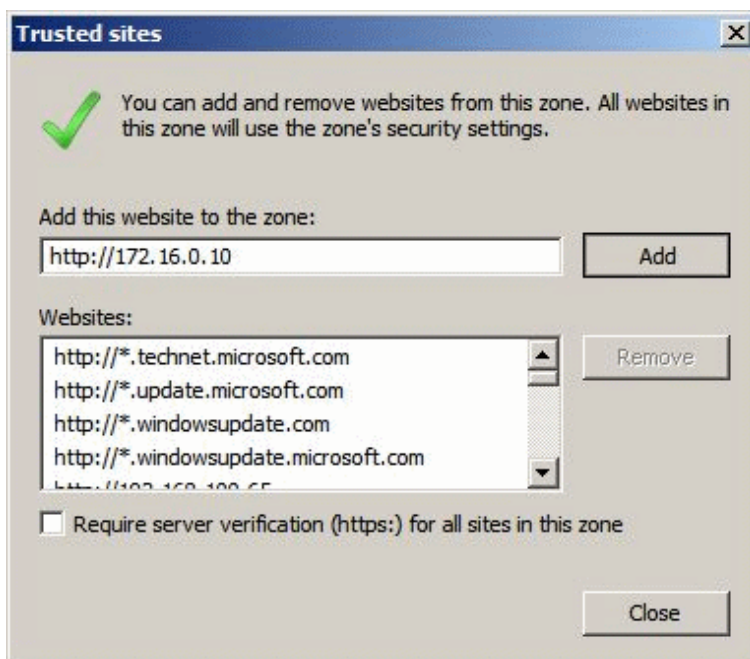 Trusted sites
You can add and remove websites from this zone. All websites in
this zone will use the zone's security settings.
Add this website to the zone:
http://172.16.0.10
Add
Websites:
http://*.technet.microsoft.com
Remove
http://*.update.microsoft.com
http://*.windowsupdate.com
http://*.windowsupdate.microsoft.com
Require server verification (https:) for all sites in this zone
Close